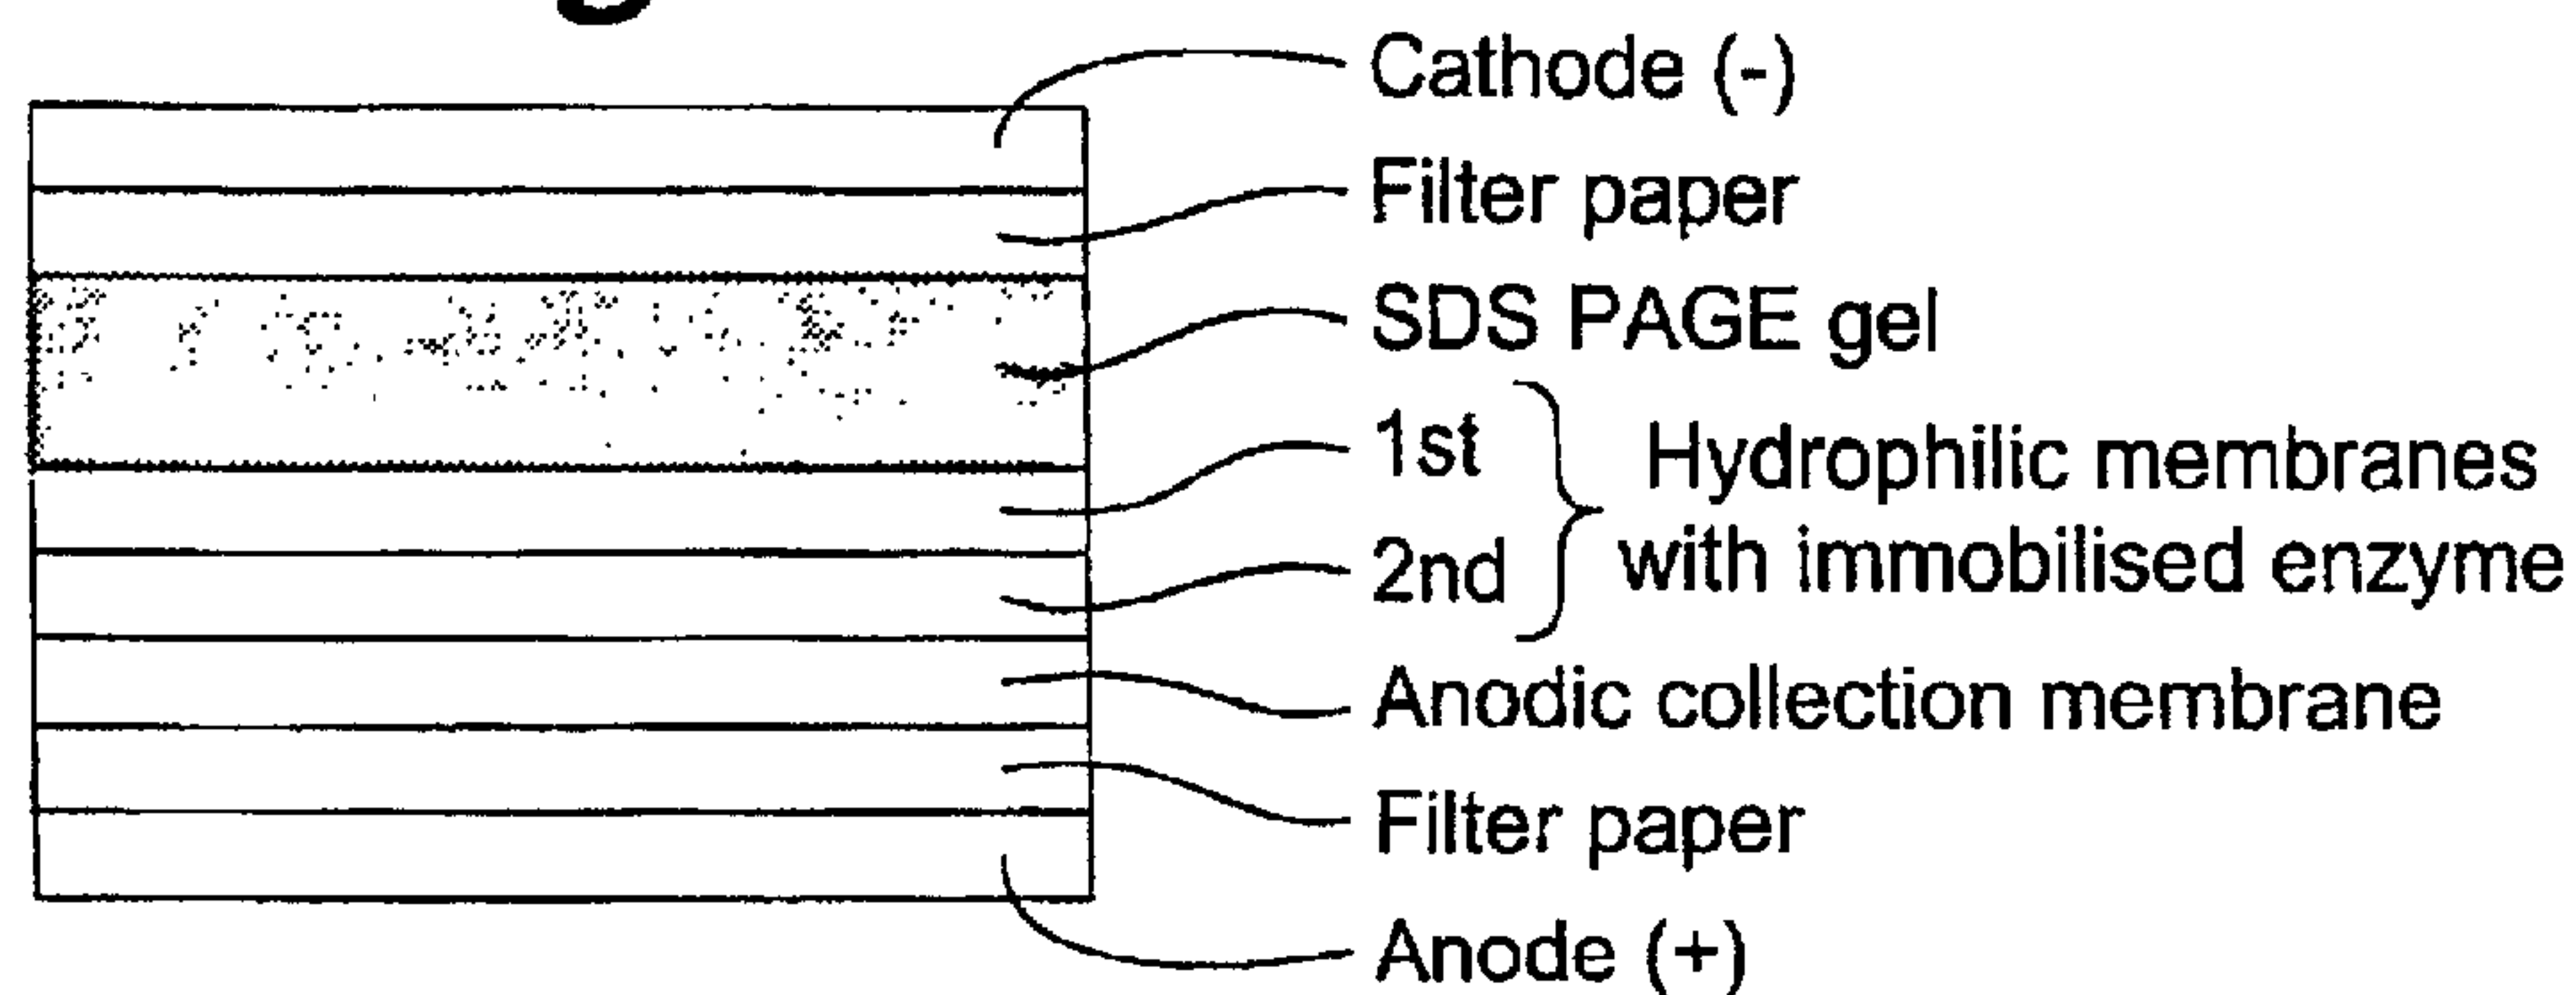 Cathode (-)
Filter paper
SDS PAGE gel
1st
2nd
Hydrophilic membranes
with immobilised enzyme
Anodic collection membrane
Filter paper
Anode (+)